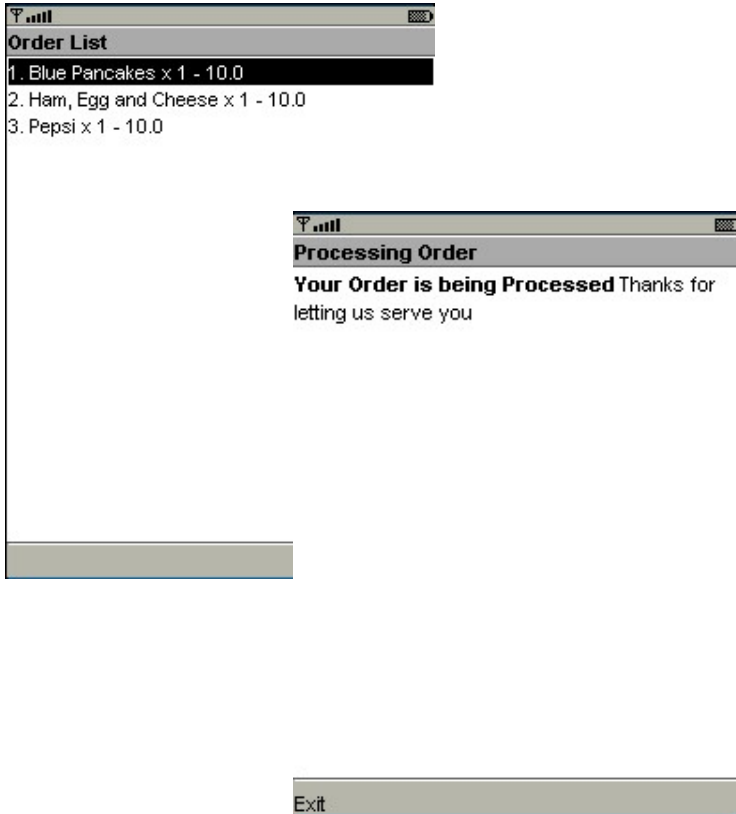 Order List
1. Blue Pancakes x 1 - 10.0
2. Ham, Egg and Cheese x 1 - 10.0
3. Pepsi x 1 - 10.0
Processing Order
Your Order is being Processed Thanks for
letting us serve you
Exit